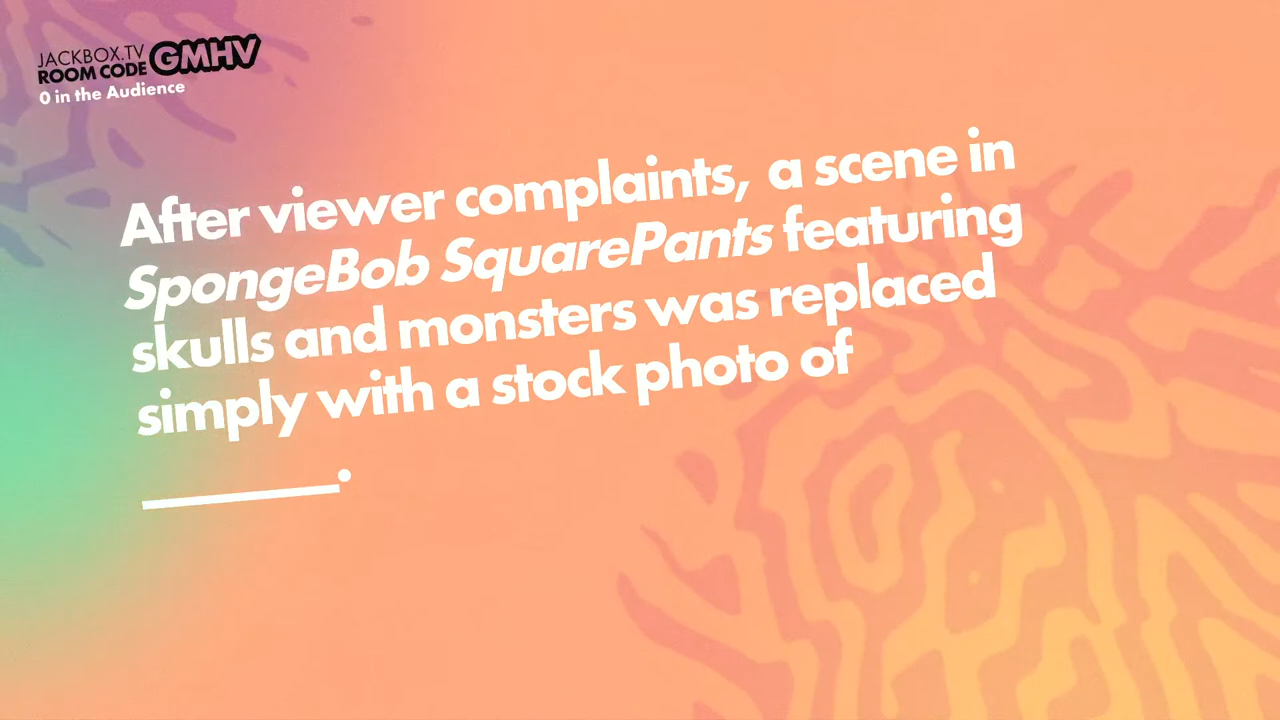 JACKBOX.TV
ROOM CODE GMHV
0 in the Audience
After viewer complaints, a scene in
SpongeBob SquarePants featuring
skulls and monsters was replaced
simply with a stock photo of
_______.